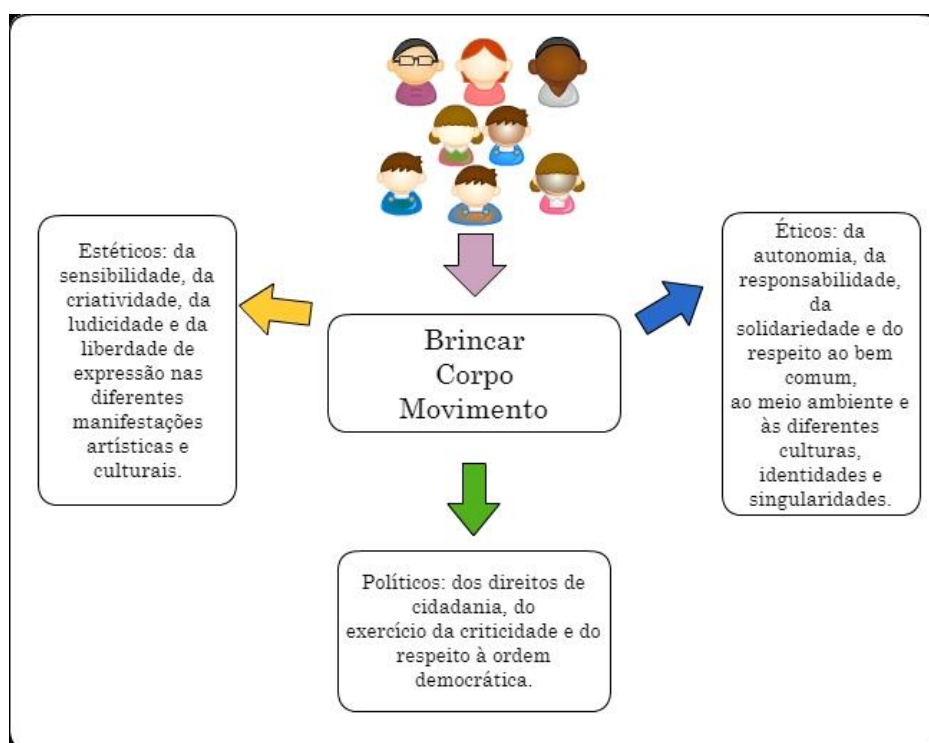 Estéticos: da
sensibilidade, da
criatividade, da
ludicidade e da
liberdade de
expressão nas
diferentes
manifestações
artísticas e
culturais.
Brincar
Corpo
Movimento
Éticos: da
autonomia, da
responsabilidade,
da
solidariedade e do
respeito ao bem
comum,
ao meio ambiente e
às diferentes
culturas,
identidades e
singularidades.
Políticos: dos direitos de
cidadania, do
exercício da criticidade e do
respeito à ordem
democrática.